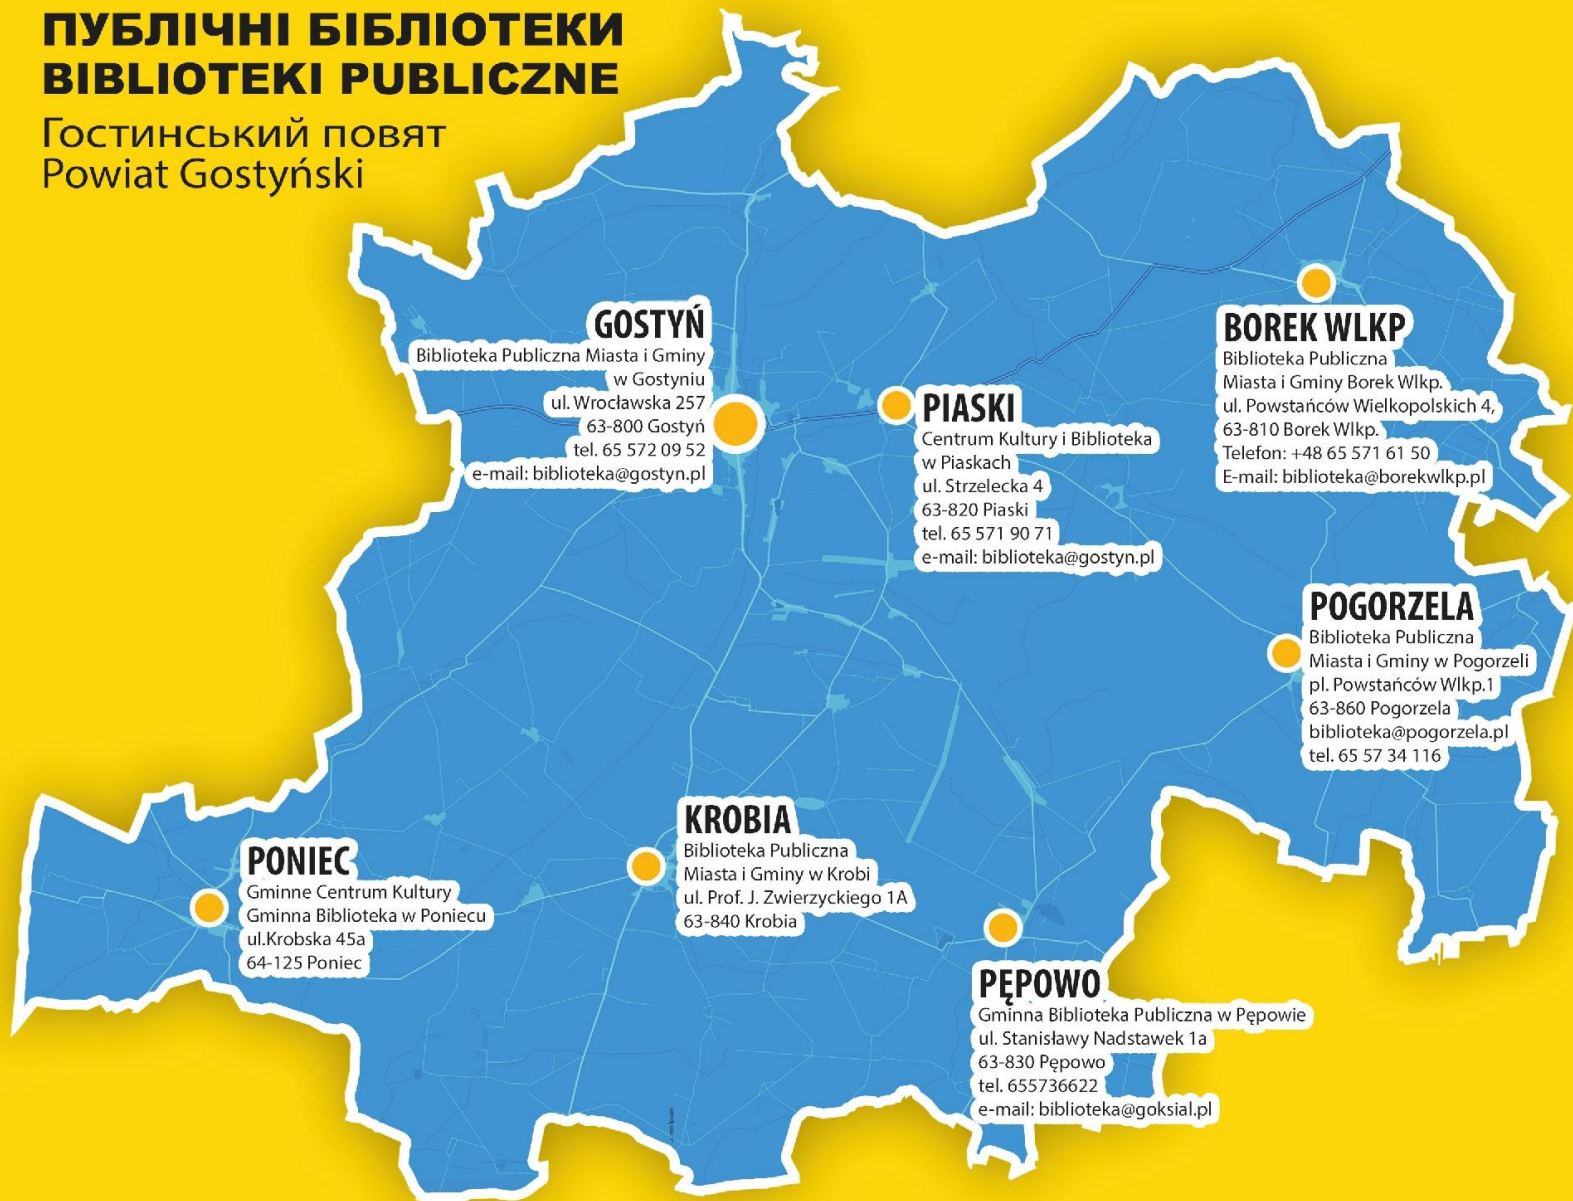 ПУБЛІЧНІ БІБЛІОТЕКИ
BIBLIOTEKI PUBLICZNE
Гостинський повят
Powiat Gostyński
GOSTYŃ
Biblioteka Publiczna Miasta i Gminy
w Gostyniu
ul. Wrocławska 257
63-800 Gostyń
tel. 65 572 09 52
e-mail: biblioteka@gostyn.pl
PIASKI
Centrum Kultury i Biblioteka
w Piaskach
ul. Strzelecka 4
63-820 Piaski
tel. 65 571 90 71
e-mail: biblioteka@gostyn.pl
BOREK WLKP
Biblioteka Publiczna
Miasta i Gminy Borek Wlkp.
ul. Powstańców Wielkopolskich 4,
63-810 Borek Wlkp.
Telefon: +48 65 571 61 50
E-mail: biblioteka@borekwlkp.pl
POGORZELA
Biblioteka Publiczna
Miasta i Gminy w Pogorzeli
pl. Powstańców Wlkp.1
63-860 Pogorzela
biblioteka@pogorzela.pl
tel. 65 57 34 116
KROBIA
Biblioteka Publiczna
Miasta i Gminy w Krobi
ul. Prof. J. Zwierzyckiego 1A
63-840 Krobia
PONIEC
Gminne Centrum Kultury
Gminna Biblioteka w Poniecu
ul.Krobska 45a
64-125 Poniec
PĘPOWO
Gminna Biblioteka Publiczna w Pępowie
ul. Stanisławy Nadstawek 1a
63-830 Pępowo
tel. 655736622
e-mail: biblioteka@goksial.pl